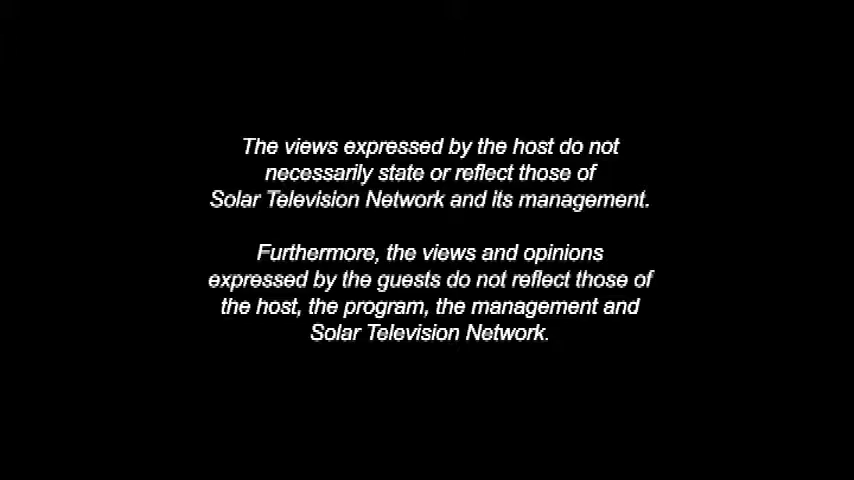 The views expressed by the host do not
necessarily state or reflect those of
Solar Television Network and its management.
Furthermore, the views and opinions
expressed by the guests do not reflect those of
the host, the program, the management and
Solar Television Network.